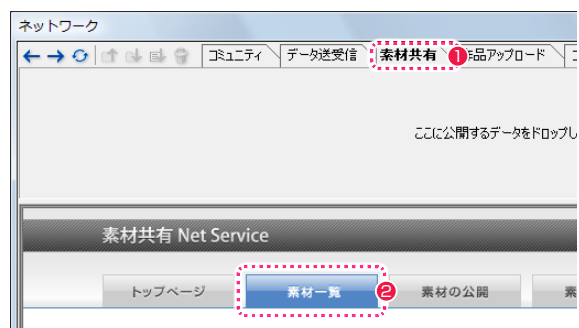 ネットワーク
コミュニティ データ送受信 素材共有 1 作品アップロード
ここに公開するデータをドロップし
素材共有 Net Service
トップページ 素材一覧 2 素材の公開 素